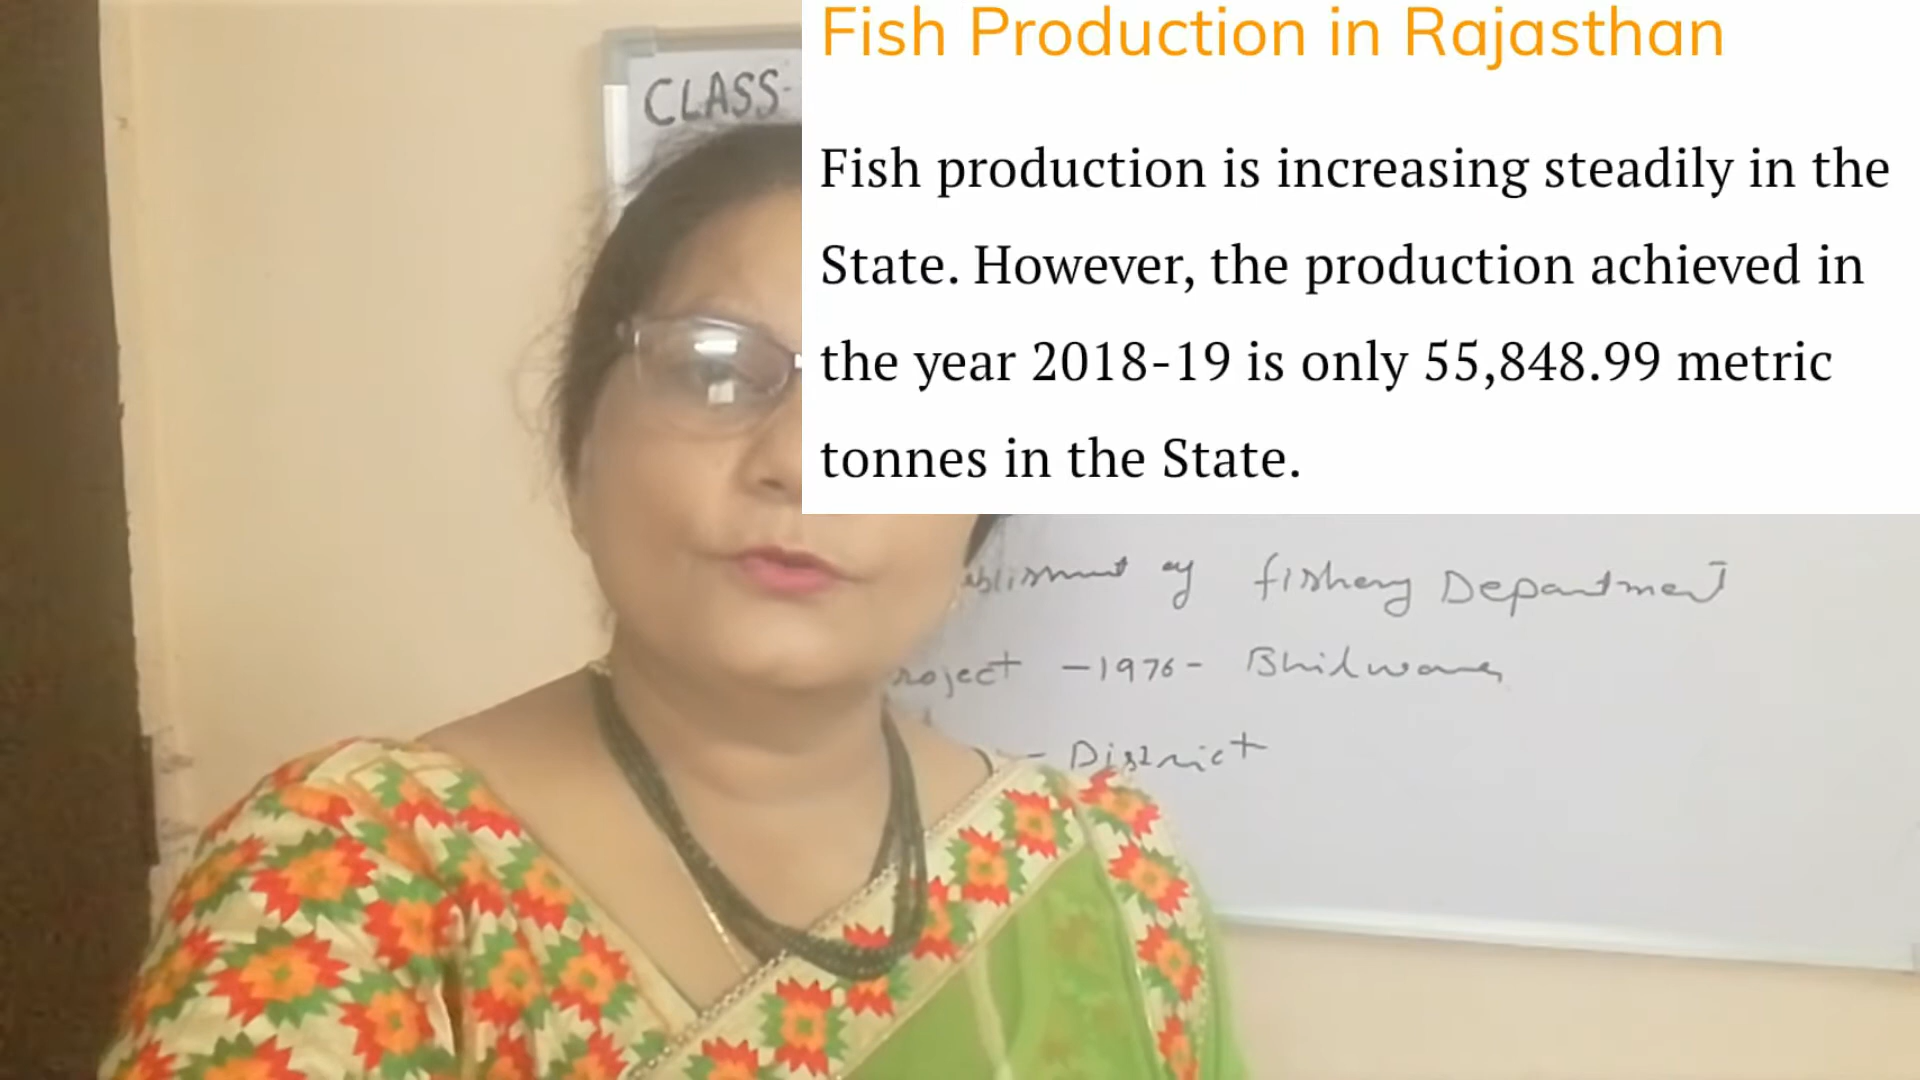 Fish Production in Rajasthan
CLASS-
Fish production is increasing steadily in the
State. However, the production achieved in
the year 2018-19 is only 55,848.99 metric
tonnes in the State.
fishery Department
roject -1976- Bhilwara
- District